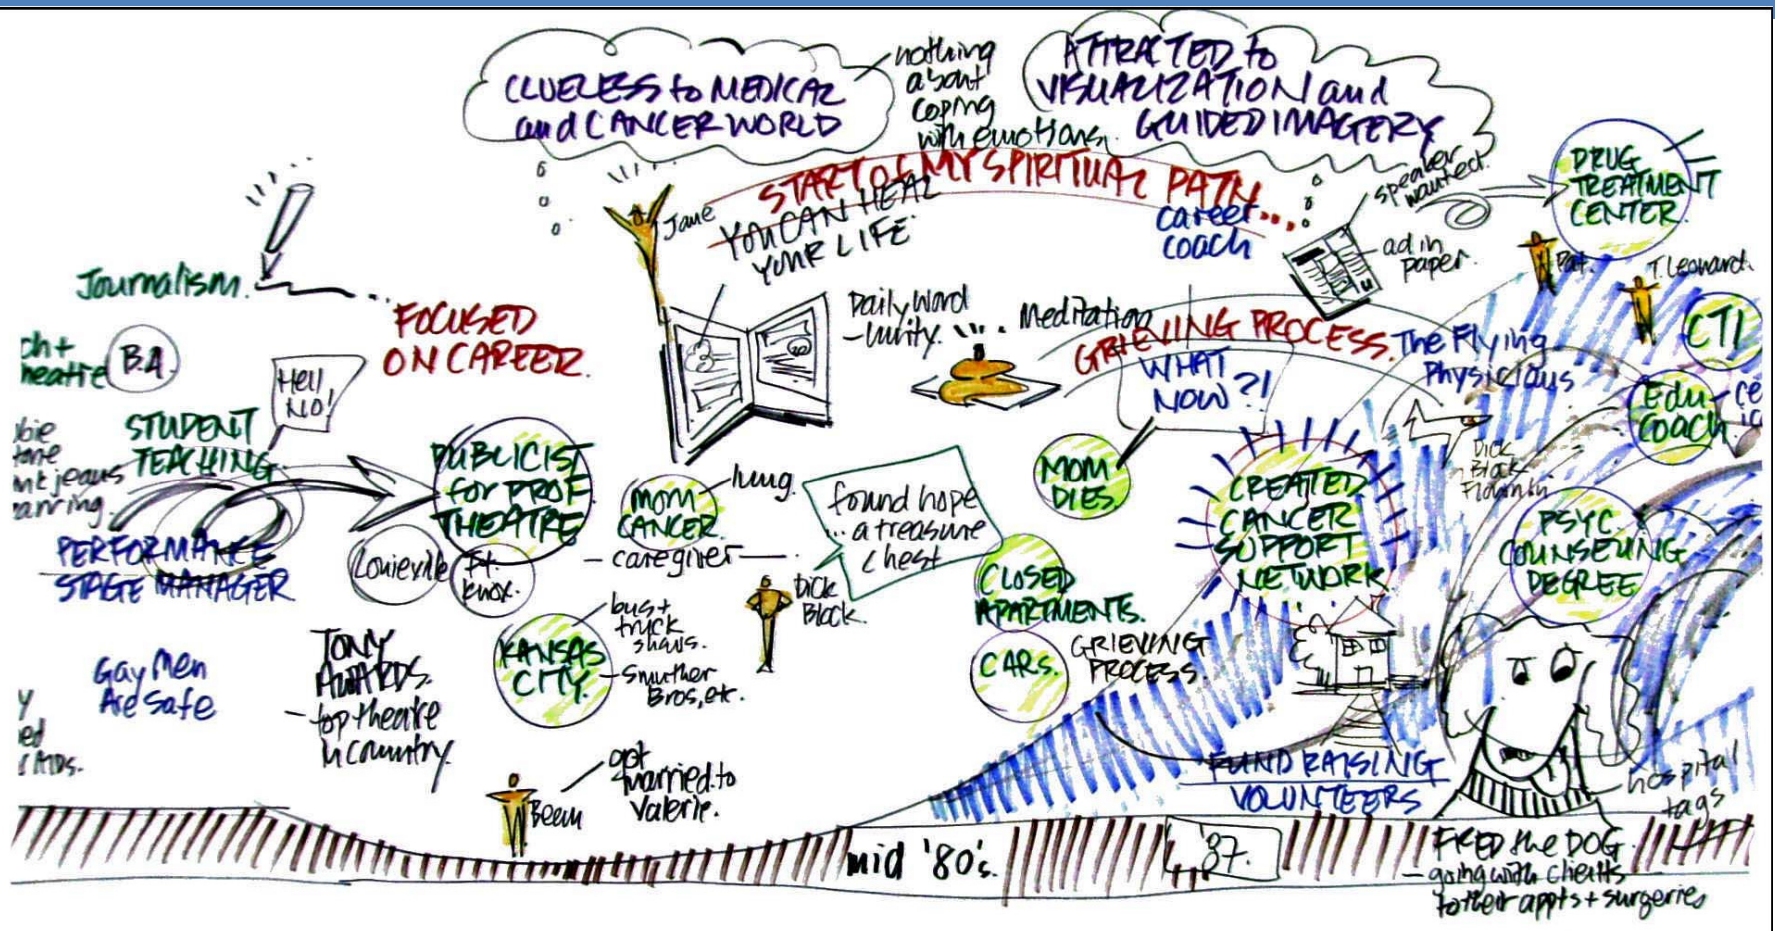 CLUELESS to MEDICAL
and CANCER WORLD
nothing
about
coping
with emotions.
ATTRACTED to
VISUALIZATION and
GUIDED IMAGERY
START of MY SPIRITUAL PATH...
Jane
YOU CAN HEAL
YOUR LIFE
career
coach
speaker
wanted.
ad in
paper.
DRUG
TREATMENT
CENTER.
Pat.
T. Leonard.
CTI
Journalism.
FOCUSED
ON CAREER.
B.A.
Hell
NO!
STUDENT
TEACHING.
PERFORMANCE
STAGE MANAGER
PUBLICIST
for PROF.
THEATRE
Louieville
Ft.
Knox.
Daily Word
- Unity.
Meditation
GRIEVING PROCESS.
WHAT
NOW?!
The Flying
Physicians
Edu-
COACH
MOM
CANCER.
lung.
- caregiver -
found hope
... a treasure
chest
Dick
Block.
MOM
DIES.
CLOSED
APARTMENTS.
CARS.
GRIEVING
PROCESS.
CREATED
CANCER
SUPPORT
NETWORK
Dick
Block
PSYC.
COUNSELING
DEGREE
Gay Men
Are Safe
TONY
AWARDS.
- top theatre
in country.
KANSAS
CITY.
bus +
truck
shows.
- Smuther
Bros, etc.
got
married to
Valerie.
FUND RAISING
VOLUNTEERS
hospital
tags
mid '80's.
'87.
FRED the DOG
- going with clients
to their appts + surgeries